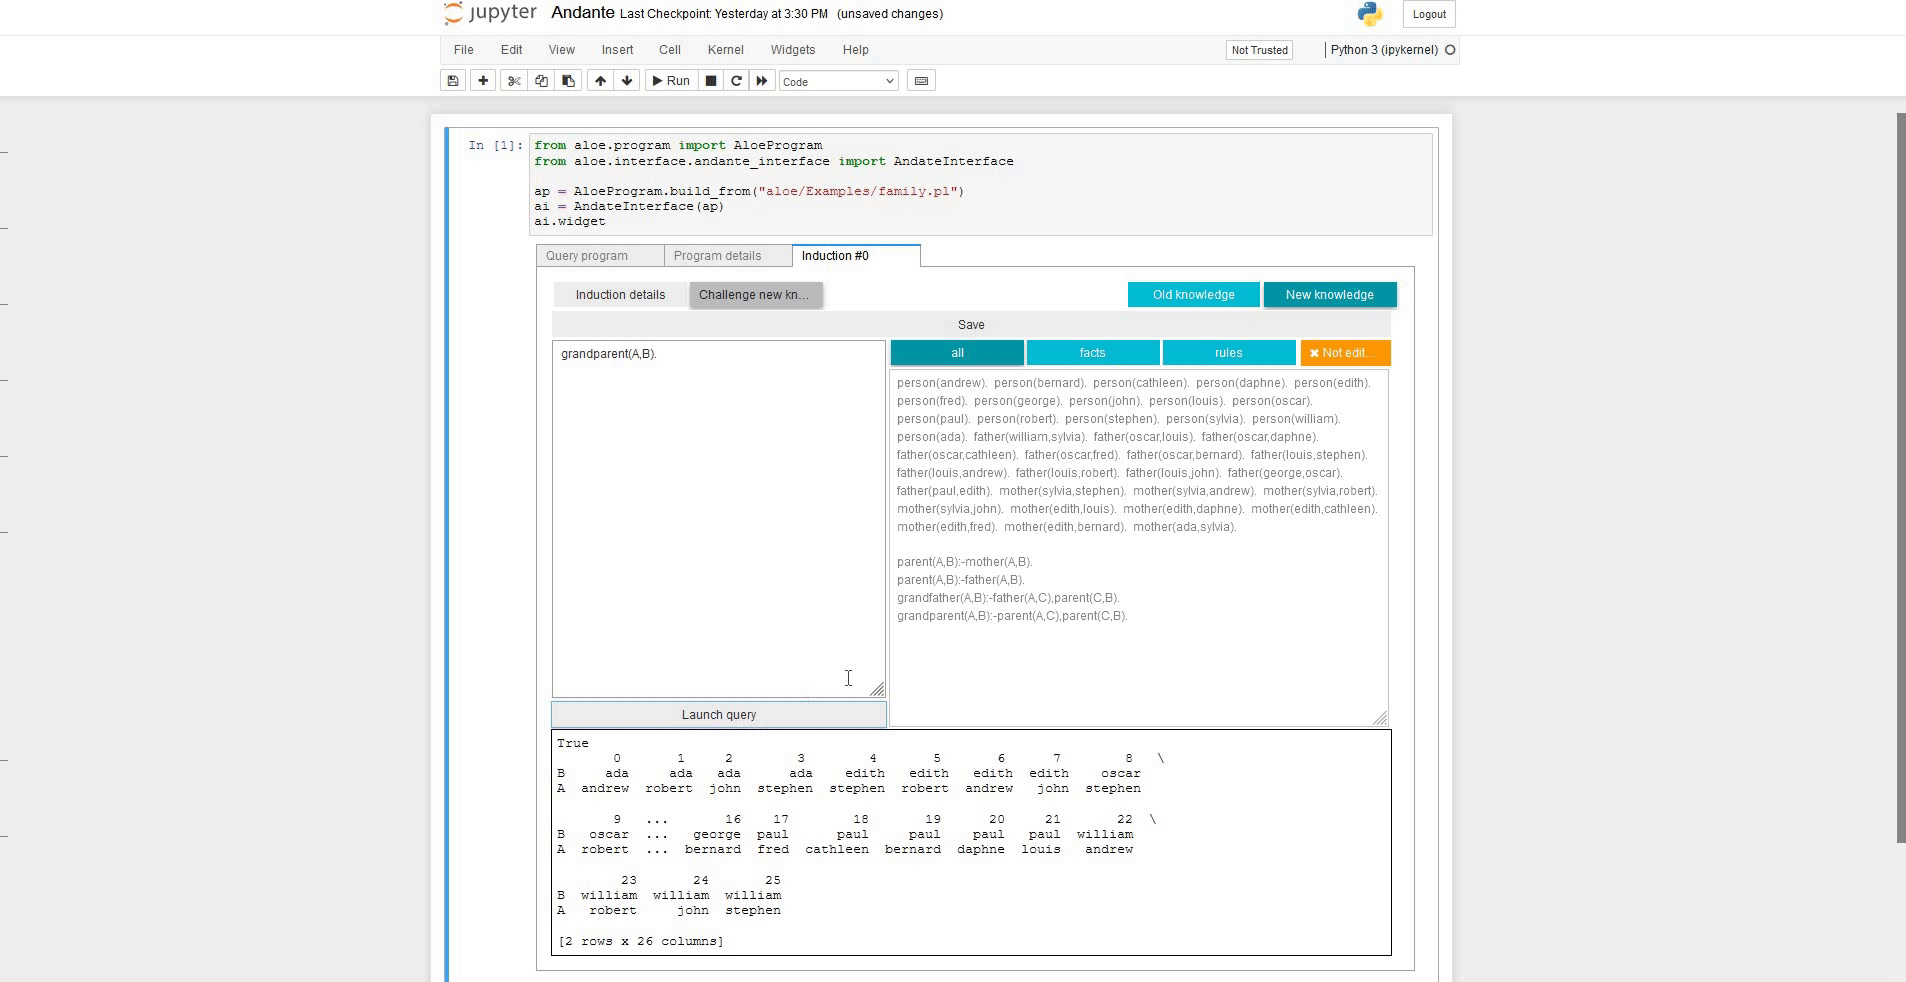 jupyter Andante Last Checkpoint: Yesterday at 3:30 PM (unsaved changes) Logout
File Edit View Insert Cell Kernel Widgets Help Not Trusted Python 3 (ipykernel)
Run Code
In [1]: from aloe.program import AloeProgram
from aloe.interface.andante_interface import AndateInterface
ap = AloeProgram.build_from("aloe/Examples/family.pl")
ai = AndateInterface(ap)
ai.widget
Query program Program details Induction #0
Induction details Challenge new kn... Old knowledge New knowledge
Save
grandparent(A,B). all facts rules ✖ Not edit...
person(andrew). person(bernard). person(cathleen). person(daphne). person(edith).
person(fred). person(george). person(john). person(louis). person(oscar).
person(paul). person(robert). person(stephen). person(sylvia). person(william).
person(ada). father(william,sylvia). father(oscar,louis). father(oscar,daphne).
father(oscar,cathleen). father(oscar,fred). father(oscar,bernard). father(louis,stephen).
father(louis,andrew). father(louis,robert). father(louis,john). father(george,oscar).
father(paul,edith). mother(sylvia,stephen). mother(sylvia,andrew). mother(sylvia,robert).
mother(sylvia,john). mother(edith,louis). mother(edith,daphne). mother(edith,cathleen).
mother(edith,fred). mother(edith,bernard). mother(ada,sylvia).
parent(A,B):-mother(A,B).
parent(A,B):-father(A,B).
grandfather(A,B):-father(A,C),parent(C,B).
grandparent(A,B):-parent(A,C),parent(C,B).
Launch query
True
0 1 2 3 4 5 6 7 8 \
B ada ada ada ada edith edith edith edith oscar
A andrew robert john stephen stephen robert andrew john stephen
9 ... 16 17 18 19 20 21 22 \
B oscar ... george paul paul paul paul paul william
A robert ... bernard fred cathleen bernard daphne louis andrew
23 24 25
B william william william
A robert john stephen
[2 rows x 26 columns]